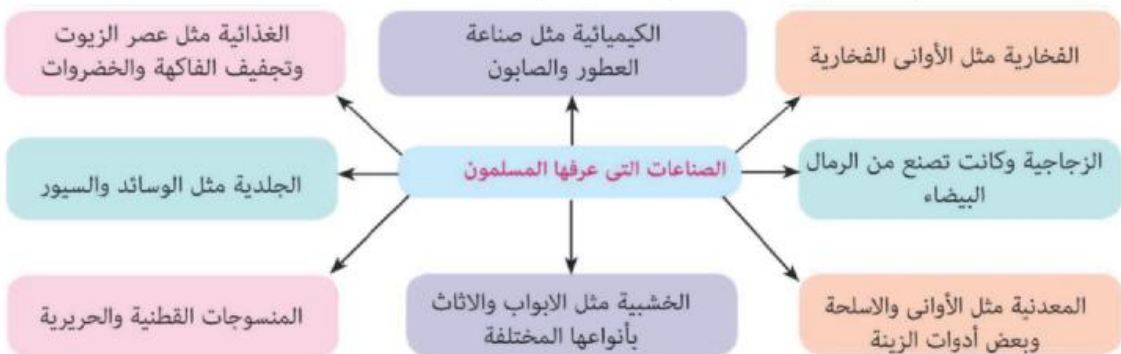 الفخارية مثل الأوانى الفخارية
الكيميائية مثل صناعة
العطور والصابون
الغذائية مثل عصر الزيوت
وتجفيف الفاكهة والخضروات
الزجاجية وكانت تصنع من الرمال
البيضاء
الصناعات التى عرفها المسلمون
الجلدية مثل الوسائد والسيور
المعدنية مثل الأوانى والاسلحة
وبعض أدوات الزينة
الخشبية مثل الابواب والاثاث
بأنواعها المختلفة
المنسوجات القطنية والحريرية